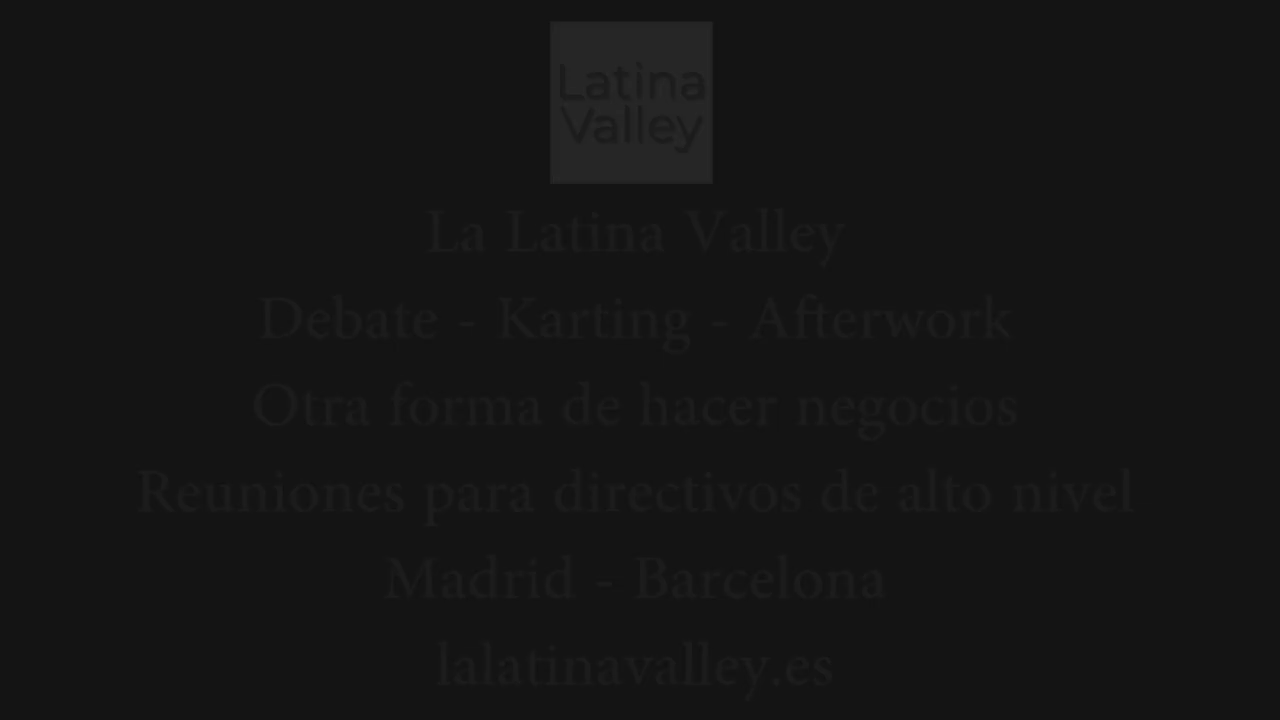 Latina
Valley
La Latina Valley
Debate - Karting - Afterwork
Otra forma de hacer negocios
Reuniones para directivos de alto nivel
Madrid - Barcelona
lalatinavalley.es